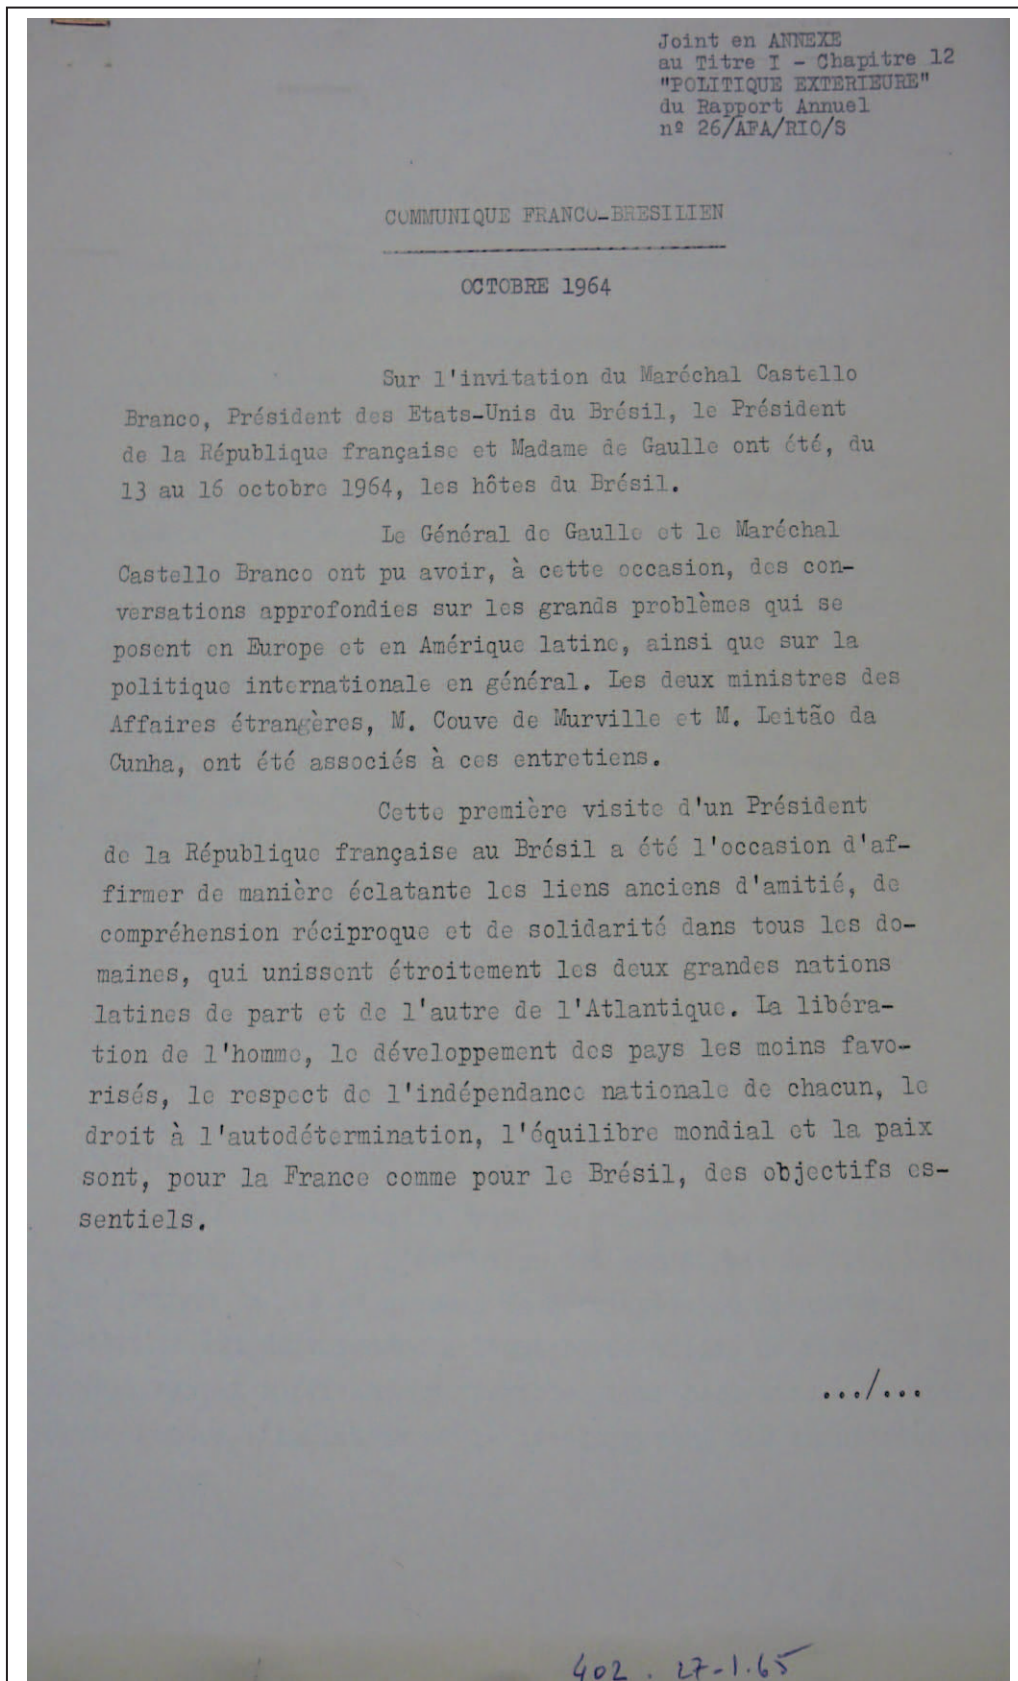 Joint en ANNEXE
au Titre I - Chapitre 12
"POLITIQUE EXTERIEURE"
du Rapport Annuel
nº 26/AFA/RIO/S
COMMUNIQUE FRANCO-BRESILIEN
OCTOBRE 1964
Sur l'invitation du Maréchal Castello
Branco, Président des Etats-Unis du Brésil, le Président
de la République française et Madame de Gaulle ont été, du
13 au 16 octobre 1964, les hôtes du Brésil.
Le Général de Gaulle et le Maréchal
Castello Branco ont pu avoir, à cette occasion, des con-
versations approfondies sur les grands problèmes qui se
posent en Europe et en Amérique latine, ainsi que sur la
politique internationale en général. Les deux ministres des
Affaires étrangères, M. Couve de Murville et M. Leitão da
Cunha, ont été associés à ces entretiens.
Cette première visite d'un Président
de la République française au Brésil a été l'occasion d'af-
firmer de manière éclatante les liens anciens d'amitié, de
compréhension réciproque et de solidarité dans tous les do-
maines, qui unissent étroitement les deux grandes nations
latines de part et de l'autre de l'Atlantique. La libéra-
tion de l'homme, le développement des pays les moins favo-
risés, le respect de l'indépendance nationale de chacun, le
droit à l'autodétermination, l'équilibre mondial et la paix
sont, pour la France comme pour le Brésil, des objectifs es-
sentiels.
.../...
402 . 27-1.65